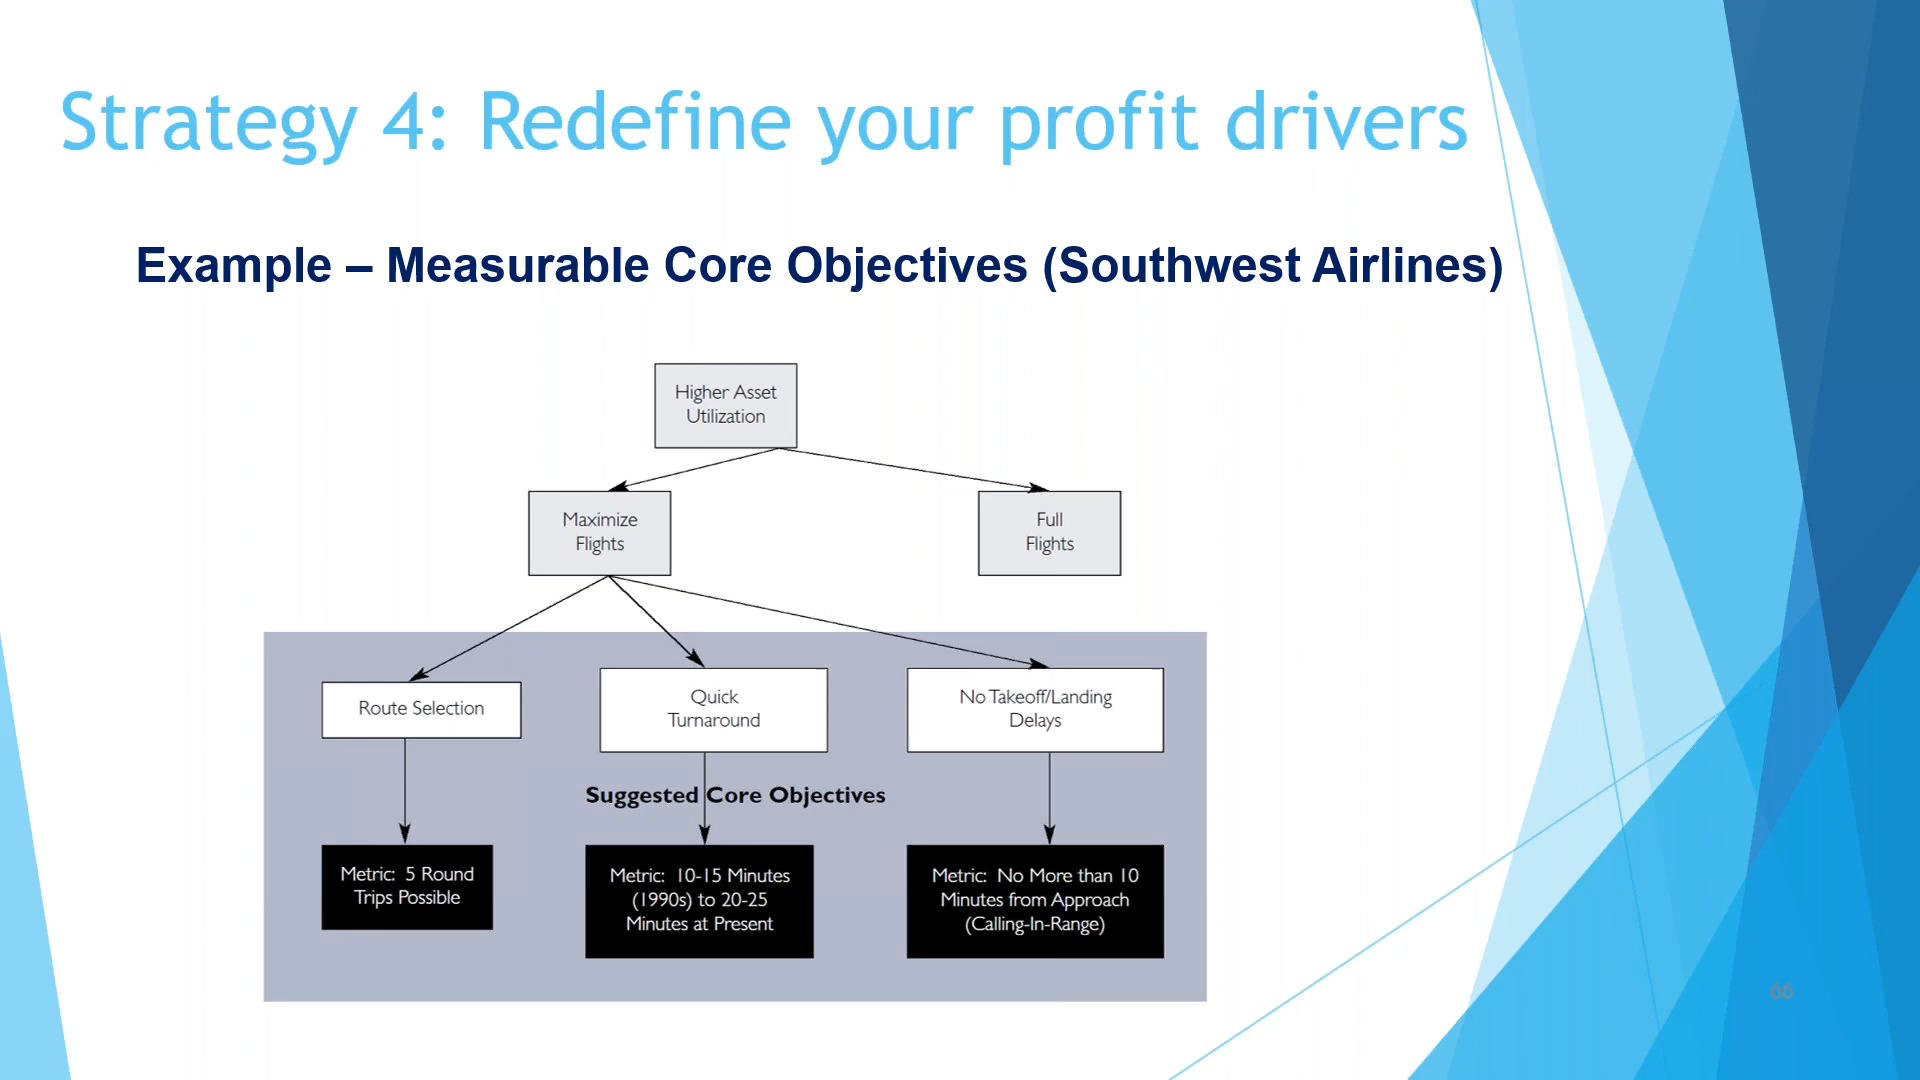 Strategy 4: Redefine your profit drivers
Example – Measurable Core Objectives (Southwest Airlines)
Higher Asset
Utilization
Maximize
Flights
Full
Flights
Route Selection
Quick
Turnaround
No Takeoff/Landing
Delays
Suggested Core Objectives
Metric: 5 Round
Trips Possible
Metric: 10-15 Minutes
(1990s) to 20-25
Minutes at Present
Metric: No More than 10
Minutes from Approach
(Calling-In-Range)
66